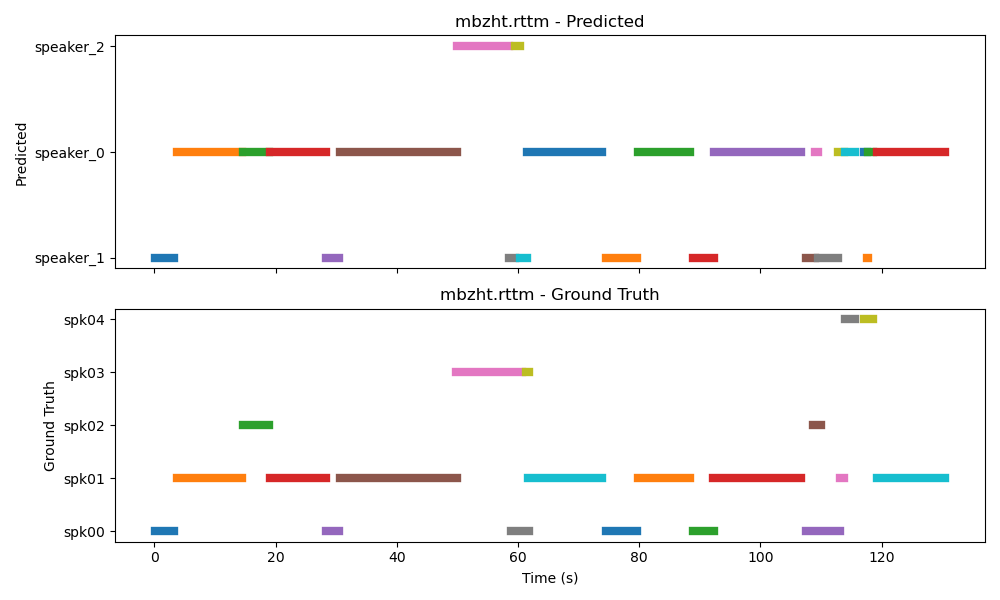 mbzht.rttm - Predicted
speaker_2
speaker_0
speaker_1
Predicted
mbzht.rttm - Ground Truth
spk04
spk03
spk02
spk01
spk00
Ground Truth
0 20 40 60 80 100 120
Time (s)